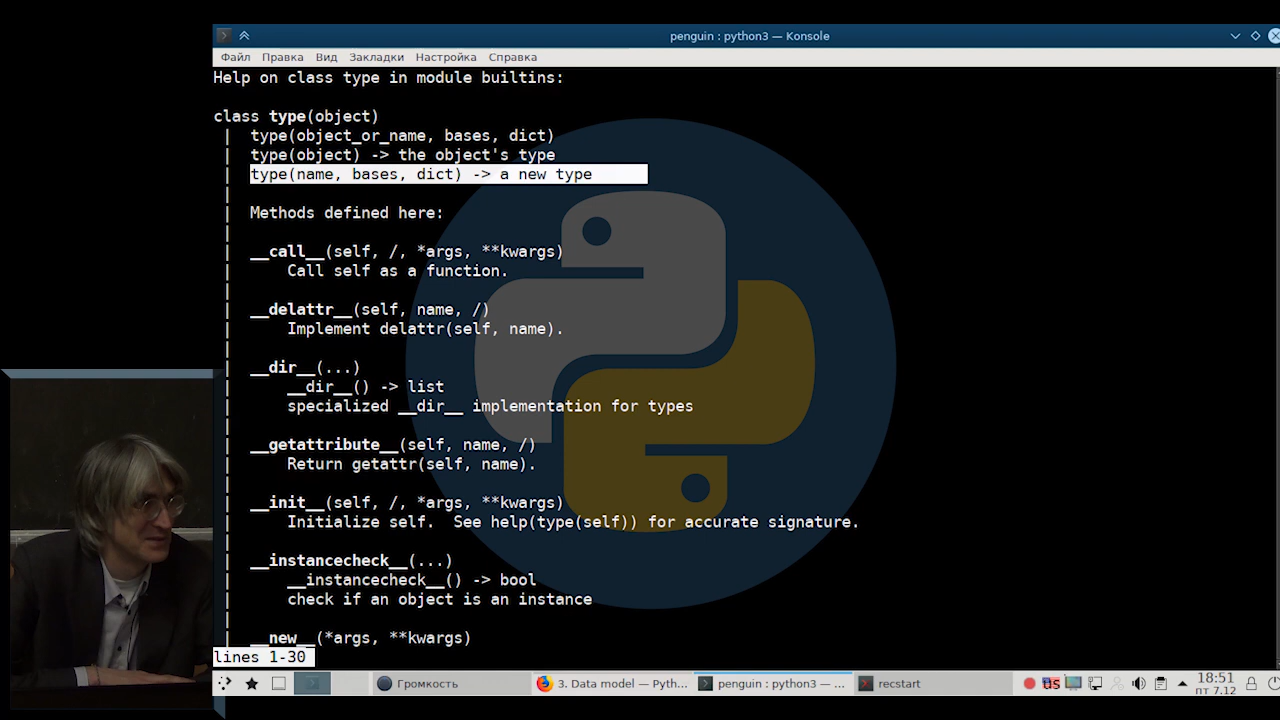 penguin : python3 — Konsole
Файл Правка Вид Закладки Настройка Справка
Help on class type in module builtins:
class type(object)
| type(object_or_name, bases, dict)
| type(object) -> the object's type
| type(name, bases, dict) -> a new type
|
| Methods defined here:
|
| __call__(self, /, *args, **kwargs)
| Call self as a function.
|
| __delattr__(self, name, /)
| Implement delattr(self, name).
|
| __dir__(...)
| __dir__() -> list
| specialized __dir__ implementation for types
|
| __getattribute__(self, name, /)
| Return getattr(self, name).
|
| __init__(self, /, *args, **kwargs)
| Initialize self. See help(type(self)) for accurate signature.
|
| __instancecheck__(...)
| __instancecheck__() -> bool
| check if an object is an instance
|
| __new__(*args, **kwargs)
lines 1-30
Громкость 3. Data model — Pyth... penguin : python3 — ... recstart us 18:51
пт 7.12